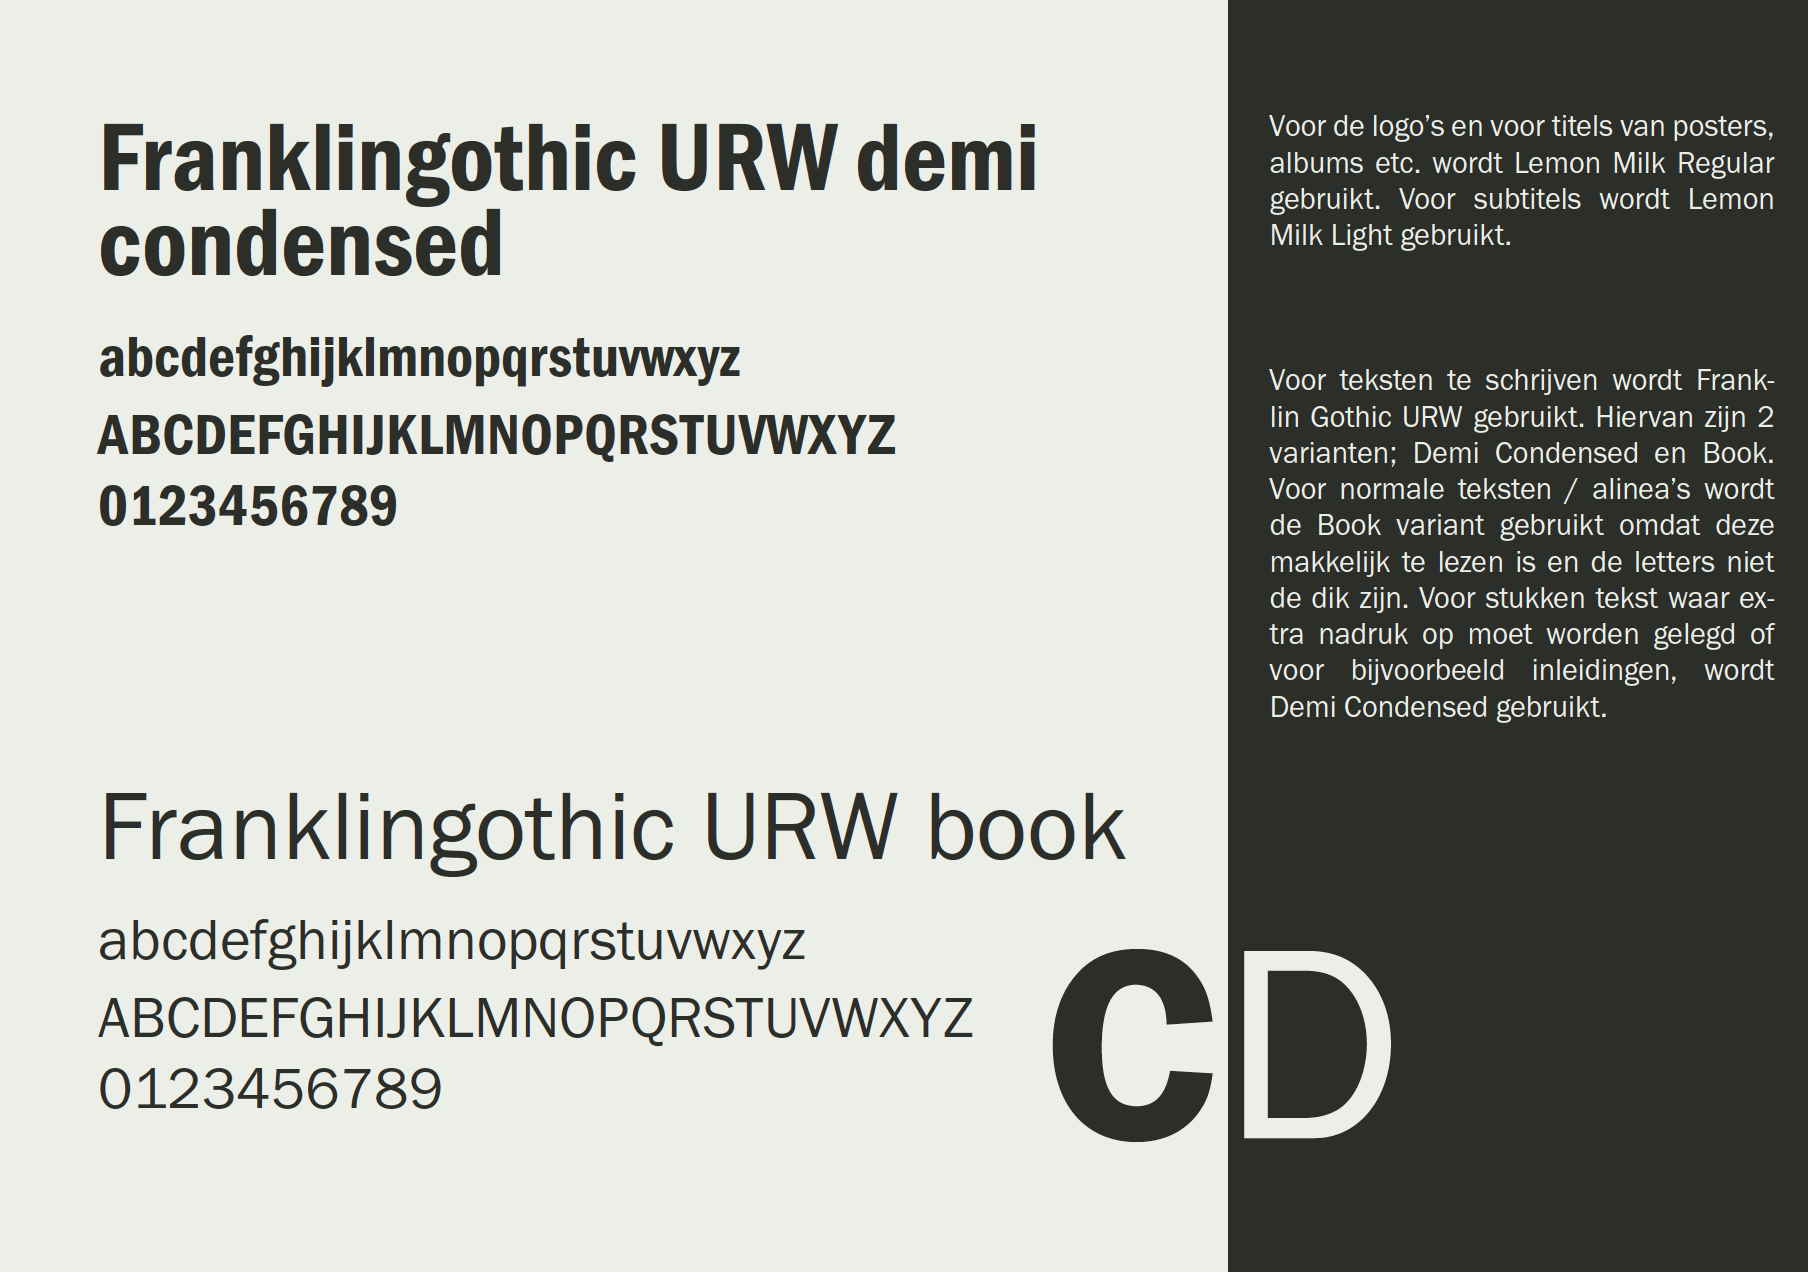 Franklingothic URW demi
condensed
abcdefghijklmnopqrstuvwxyz
ABCDEFGHIJKLMNOPQRSTUVWXYZ
0123456789
Franklingothic URW book
abcdefghijklmnopqrstuvwxyz
ABCDEFGHIJKLMNOPQRSTUVWXYZ
0123456789
CD
Voor de logo’s en voor titels van posters,
albums etc. wordt Lemon Milk Regular
gebruikt. Voor subtitels wordt Lemon
Milk Light gebruikt.
Voor teksten te schrijven wordt Frank-
lin Gothic URW gebruikt. Hiervan zijn 2
varianten; Demi Condensed en Book.
Voor normale teksten / alinea’s wordt
de Book variant gebruikt omdat deze
makkelijk te lezen is en de letters niet
de dik zijn. Voor stukken tekst waar ex-
tra nadruk op moet worden gelegd of
voor bijvoorbeeld inleidingen, wordt
Demi Condensed gebruikt.